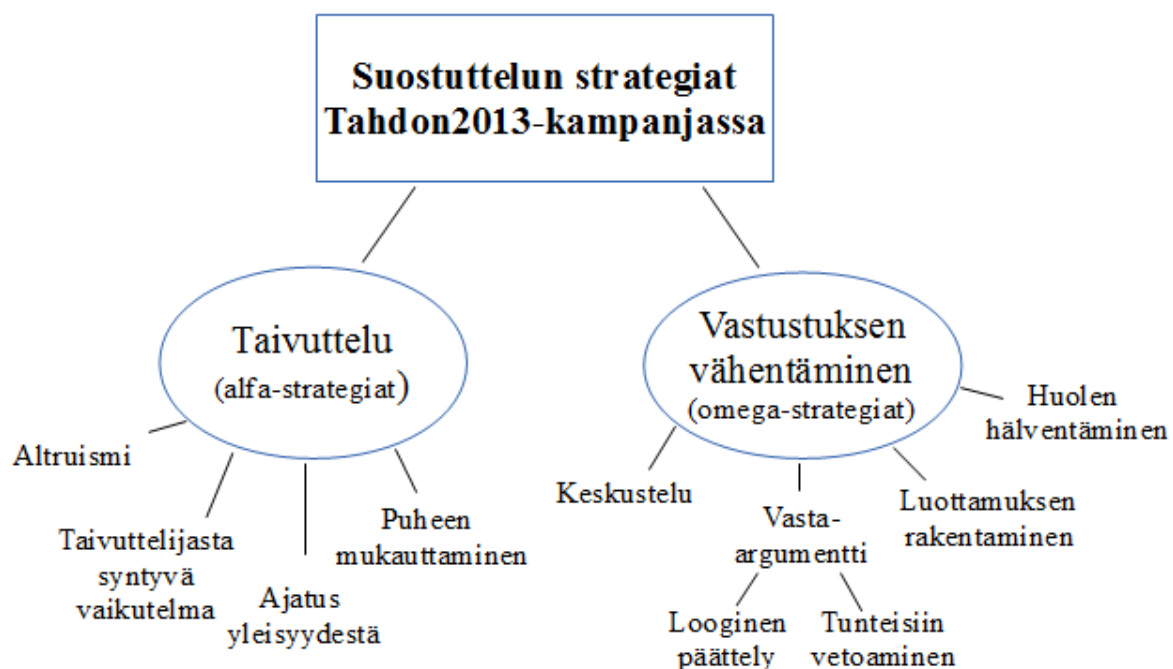 Suostuttelun strategiat
Tahdon2013-kampanjassa
Taivuttelu
(alfa-strategiat)
Altruismi
Taivuttelijasta
syntyvä
vaikutelma
Ajatus
yleisyydestä
Puheen
mukauttaminen
Vastustuksen
vähentäminen
(omega-strategiat)
Keskustelu
Vasta-
argumentti
Looginen
päättely
Tunteisiin
vetoaminen
Luottamuksen
rakentaminen
Huolen
hälventäminen